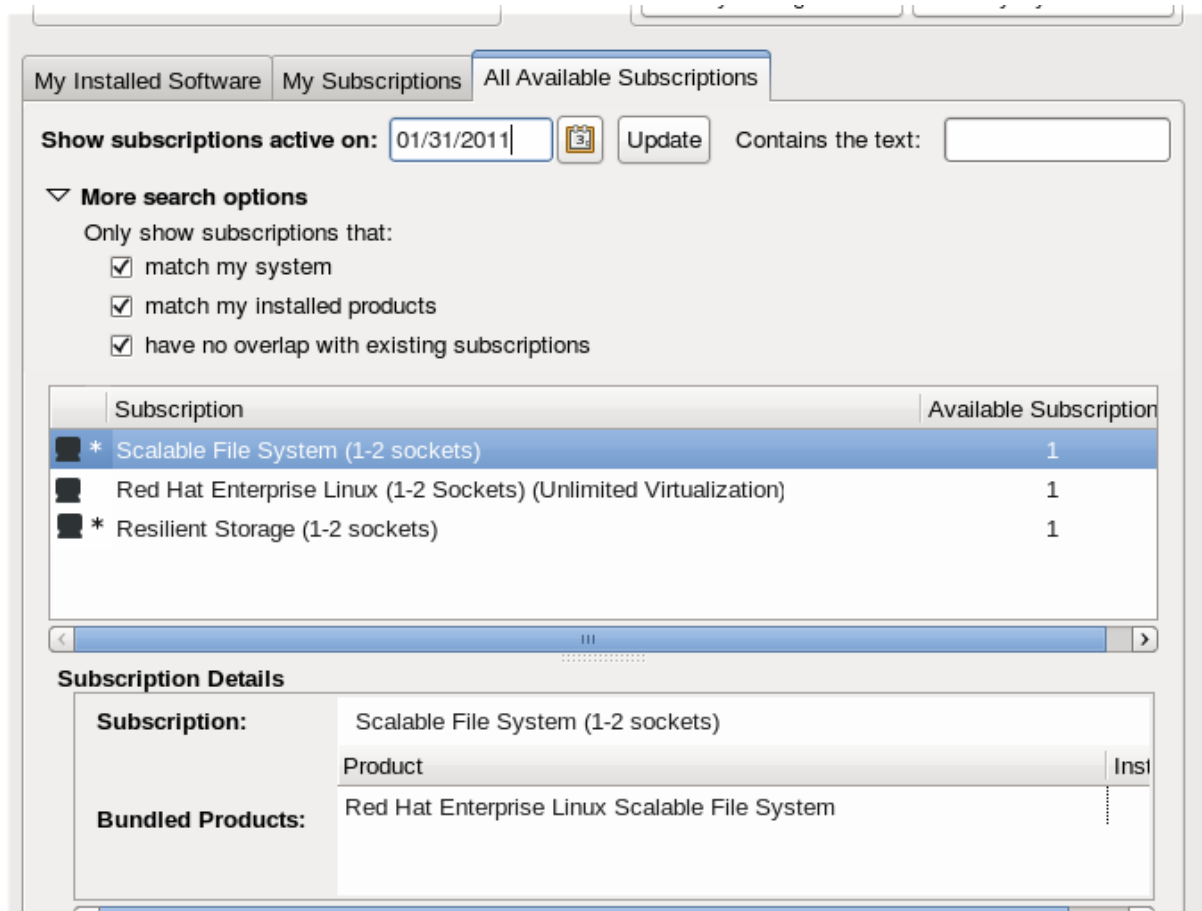 My Installed Software My Subscriptions All Available Subscriptions
Show subscriptions active on: 01/31/2011 Update Contains the text:
More search options
Only show subscriptions that:
match my system
match my installed products
have no overlap with existing subscriptions
Subscription Available Subscription
* Scalable File System (1-2 sockets) 1
Red Hat Enterprise Linux (1-2 Sockets) (Unlimited Virtualization) 1
* Resilient Storage (1-2 sockets) 1
Subscription Details
Subscription: Scalable File System (1-2 sockets)
Product Inst
Bundled Products: Red Hat Enterprise Linux Scalable File System